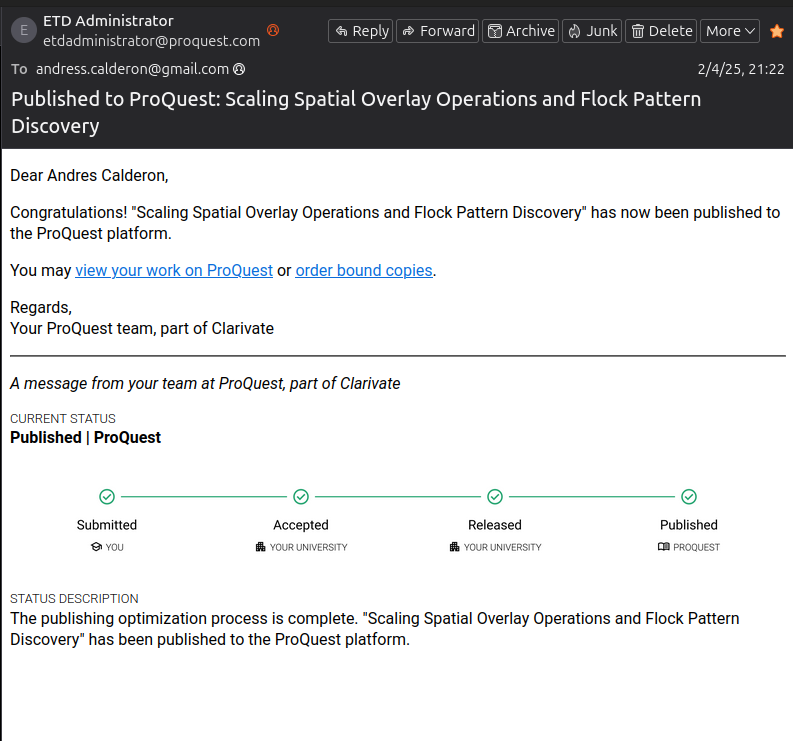 E
ETD Administrator
etdadministrator@proquest.com
Reply Forward Archive Junk Delete More
To andress.calderon@gmail.com
2/4/25, 21:22
Published to ProQuest: Scaling Spatial Overlay Operations and Flock Pattern
Discovery
Dear Andres Calderon,
Congratulations! "Scaling Spatial Overlay Operations and Flock Pattern Discovery" has now been published to
the ProQuest platform.
You may view your work on ProQuest or order bound copies.
Regards,
Your ProQuest team, part of Clarivate
A message from your team at ProQuest, part of Clarivate
CURRENT STATUS
Published | ProQuest
Submitted Accepted Released Published
YOU YOUR UNIVERSITY YOUR UNIVERSITY PROQUEST
STATUS DESCRIPTION
The publishing optimization process is complete. "Scaling Spatial Overlay Operations and Flock Pattern
Discovery" has been published to the ProQuest platform.